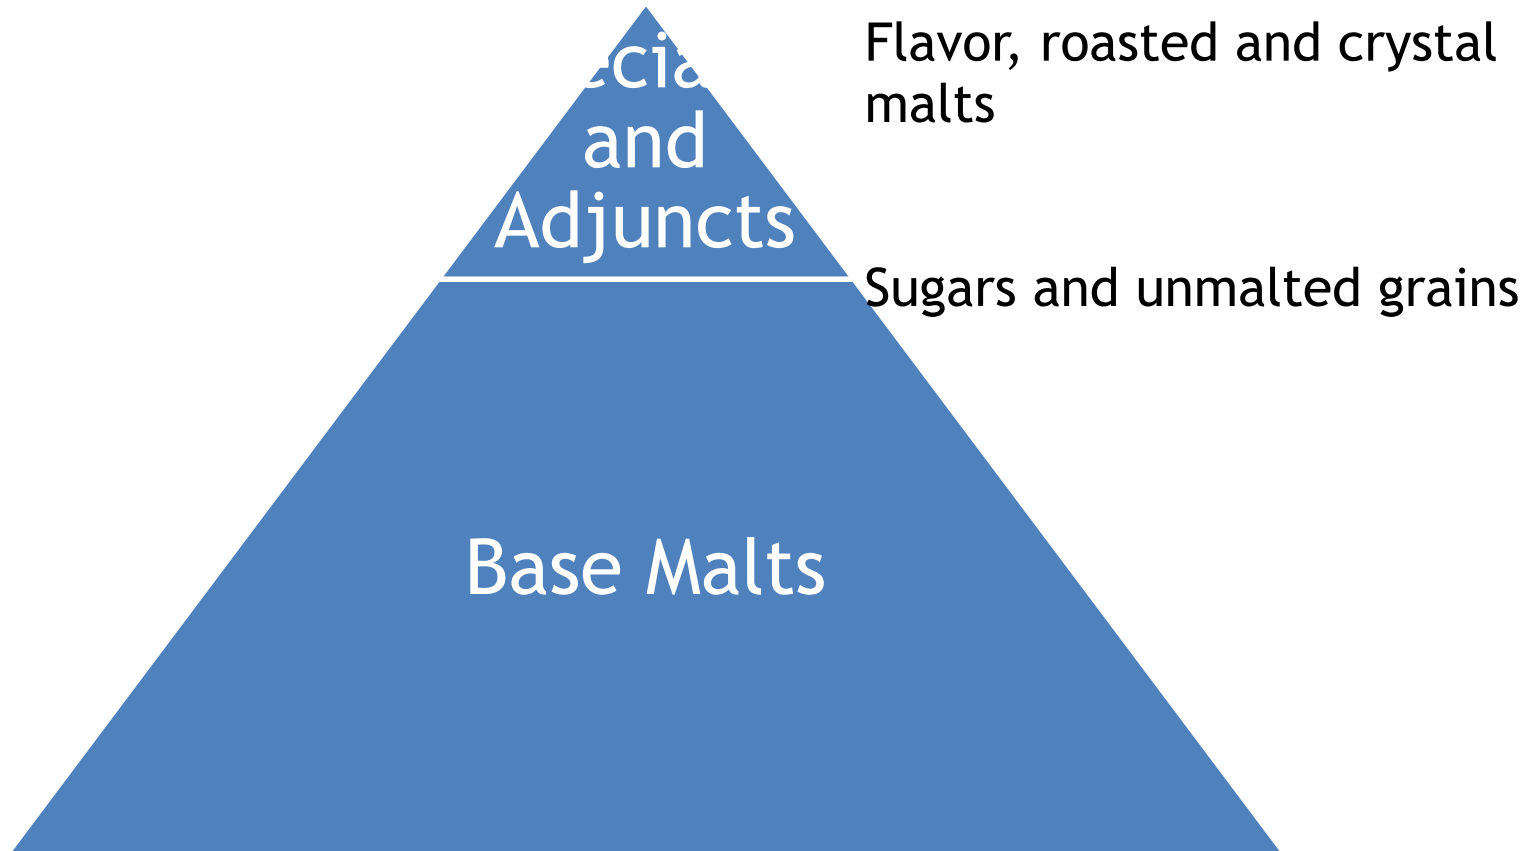 and
Adjuncts
Base Malts
Flavor, roasted and crystal
malts
Sugars and unmalted grains